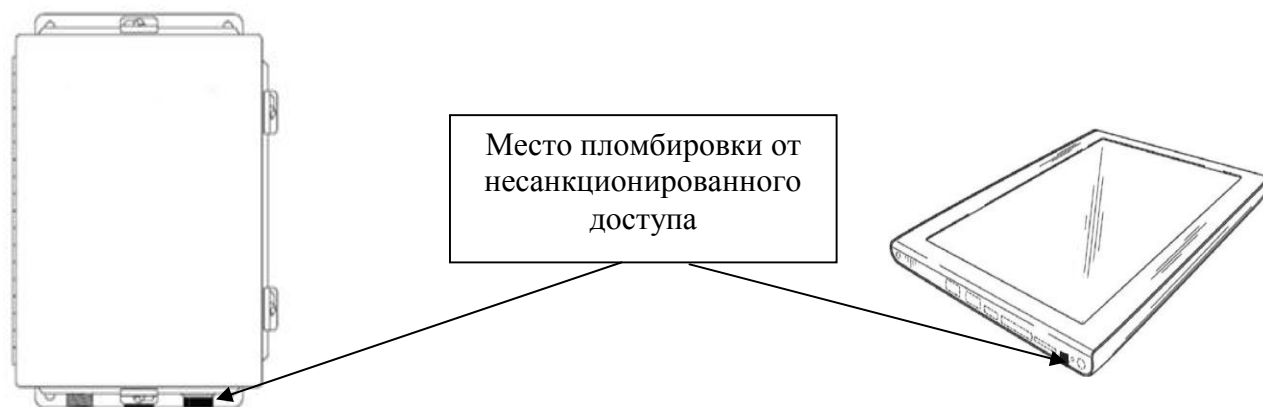 Место пломбировки от
несанкционированного
доступа